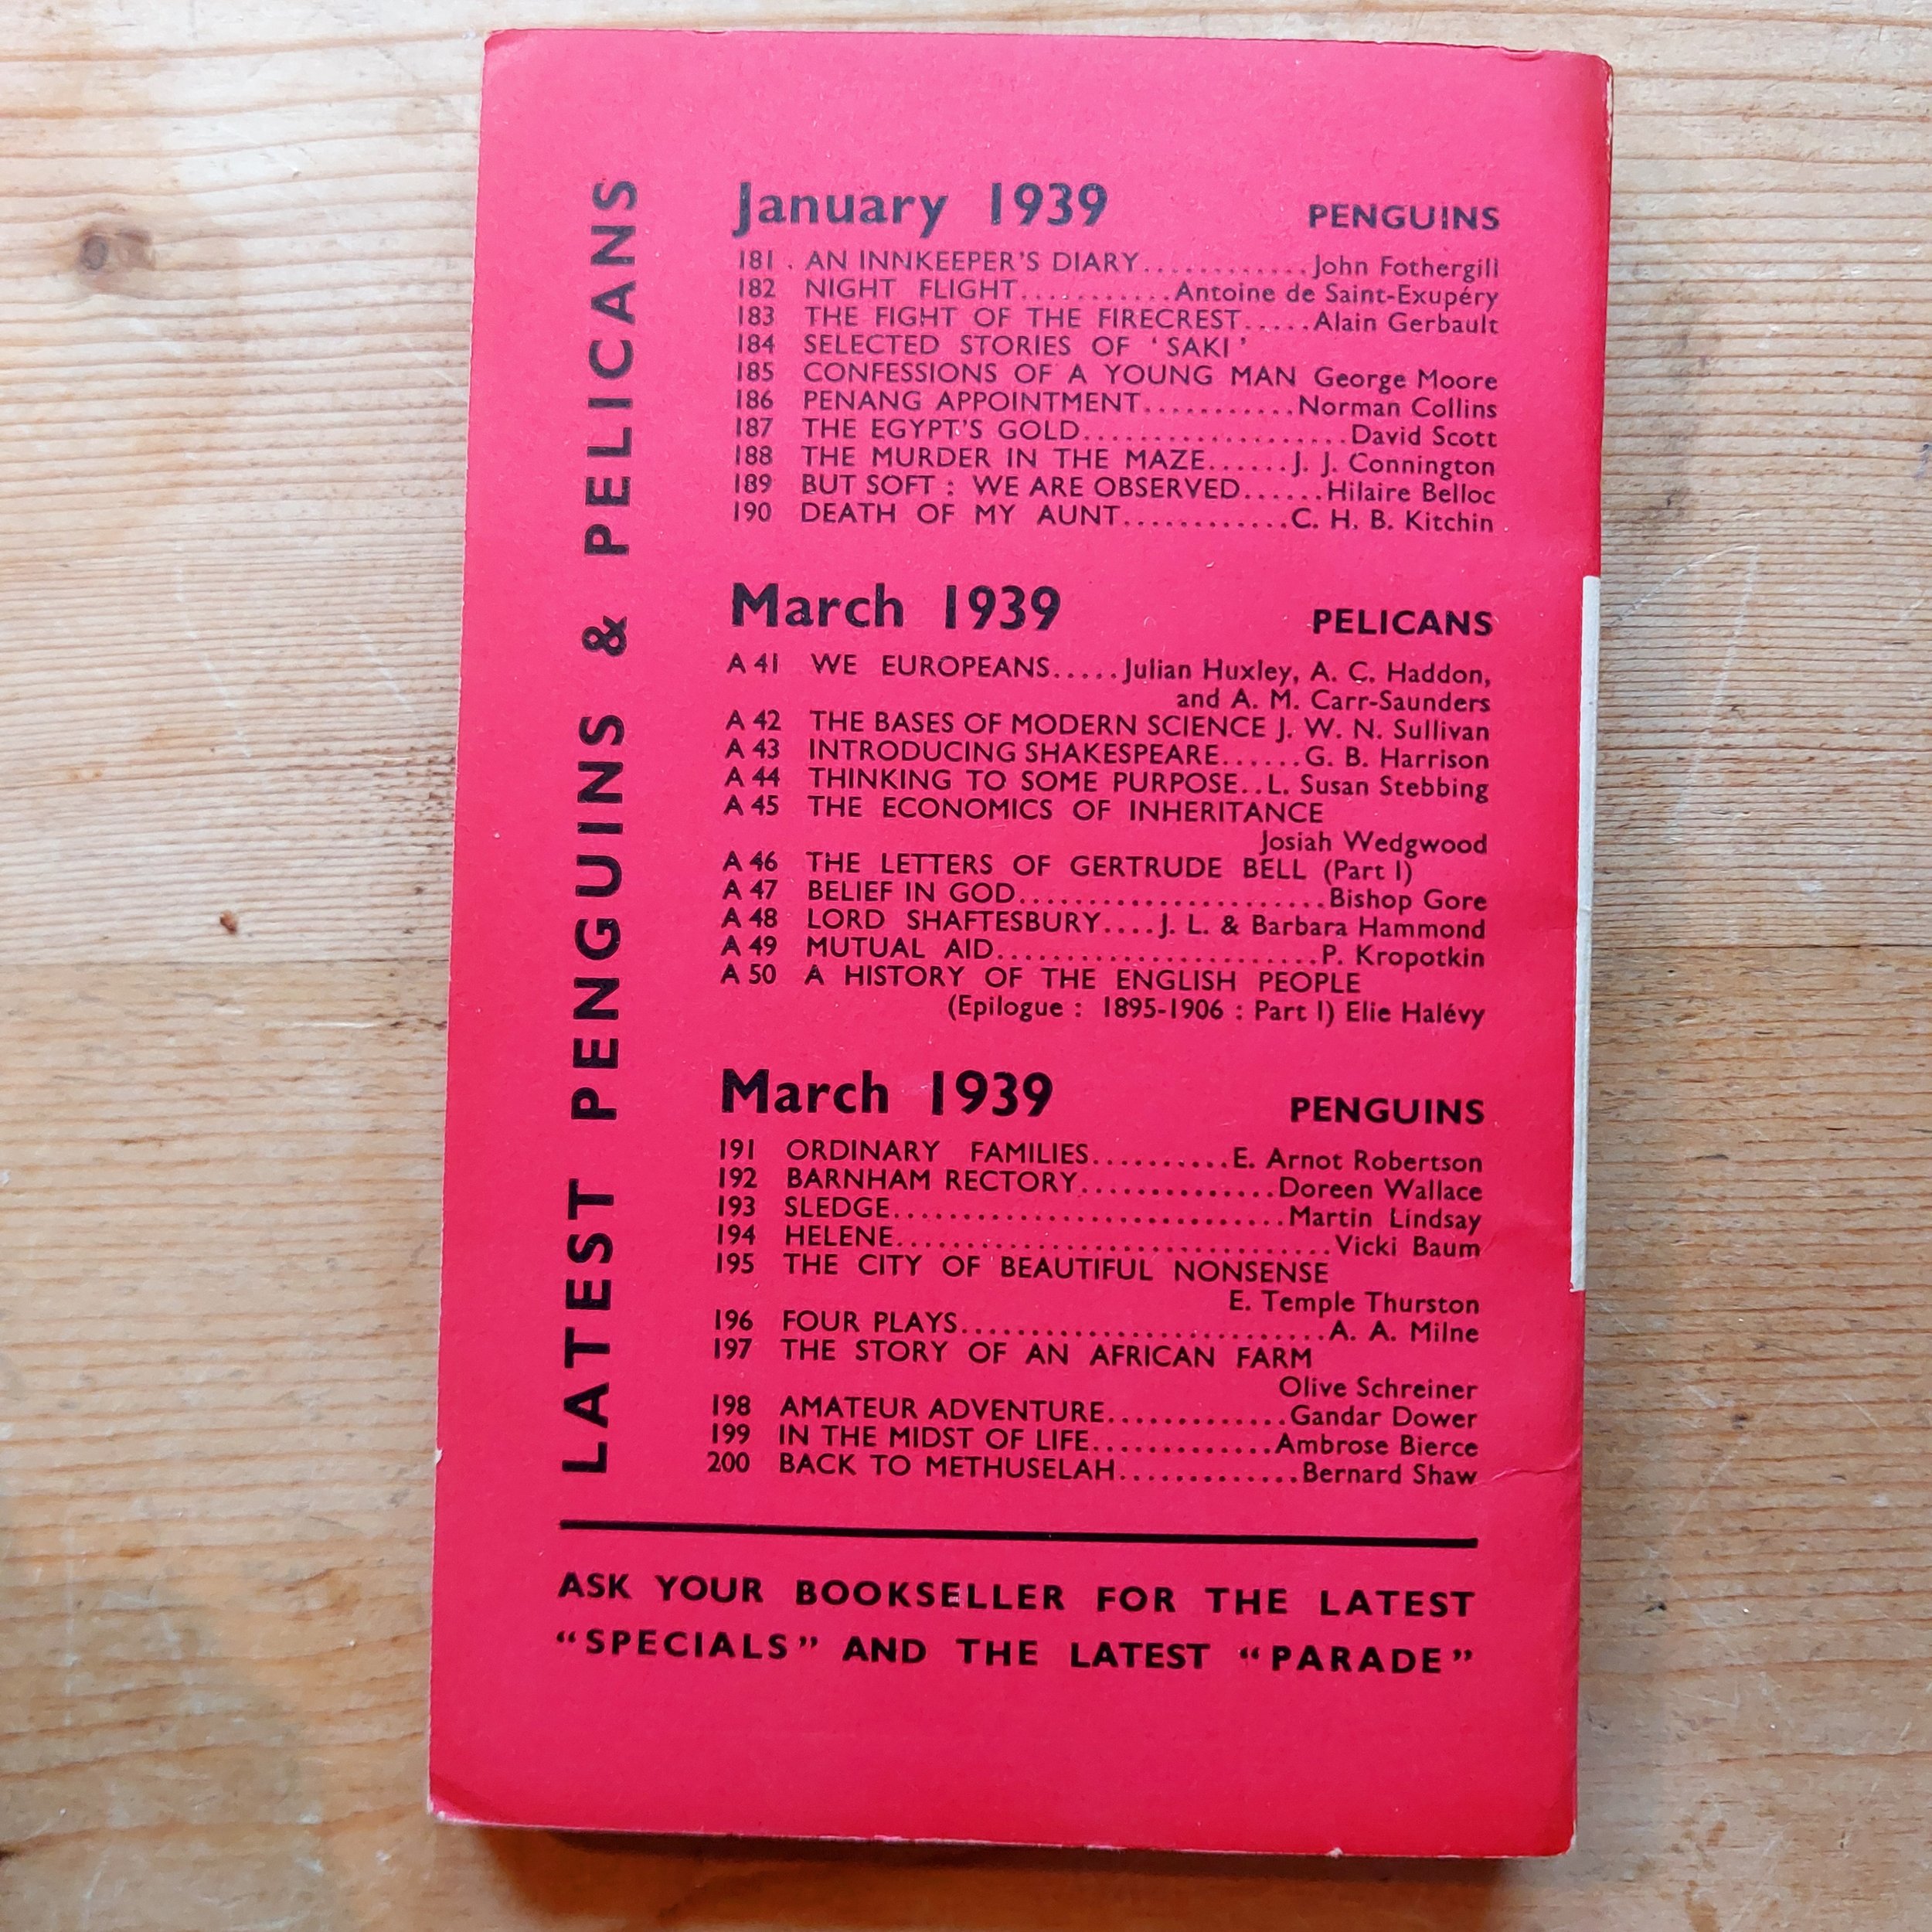 LATEST PENGUINS & PELICANS
January 1939 PENGUINS
181 . AN INNKEEPER'S DIARY............John Fothergill
182 NIGHT FLIGHT...........Antoine de Saint-Exupéry
183 THE FIGHT OF THE FIRECREST.....Alain Gerbault
184 SELECTED STORIES OF 'SAKI'
185 CONFESSIONS OF A YOUNG MAN George Moore
186 PENANG APPOINTMENT...........Norman Collins
187 THE EGYPT'S GOLD...................David Scott
188 THE MURDER IN THE MAZE......J. J. Connington
189 BUT SOFT : WE ARE OBSERVED......Hilaire Belloc
190 DEATH OF MY AUNT............C. H. B. Kitchin
March 1939 PELICANS
A 41 WE EUROPEANS.....Julian Huxley, A. C. Haddon,
and A. M. Carr-Saunders
A 42 THE BASES OF MODERN SCIENCE J. W. N. Sullivan
A 43 INTRODUCING SHAKESPEARE......G. B. Harrison
A 44 THINKING TO SOME PURPOSE..L. Susan Stebbing
A 45 THE ECONOMICS OF INHERITANCE
Josiah Wedgwood
A 46 THE LETTERS OF GERTRUDE BELL (Part I)
A 47 BELIEF IN GOD......................Bishop Gore
A 48 LORD SHAFTESBURY....J. L. & Barbara Hammond
A 49 MUTUAL AID.......................P. Kropotkin
A 50 A HISTORY OF THE ENGLISH PEOPLE
(Epilogue : 1895-1906 : Part I) Elie Halévy
March 1939 PENGUINS
191 ORDINARY FAMILIES..........E. Arnot Robertson
192 BARNHAM RECTORY..............Doreen Wallace
193 SLEDGE............................Martin Lindsay
194 HELENE...............................Vicki Baum
195 THE CITY OF BEAUTIFUL NONSENSE
E. Temple Thurston
196 FOUR PLAYS..........................A. A. Milne
197 THE STORY OF AN AFRICAN FARM
Olive Schreiner
198 AMATEUR ADVENTURE.............Gandar Dower
199 IN THE MIDST OF LIFE.............Ambrose Bierce
200 BACK TO METHUSELAH.............Bernard Shaw
ASK YOUR BOOKSELLER FOR THE LATEST
"SPECIALS" AND THE LATEST "PARADE"